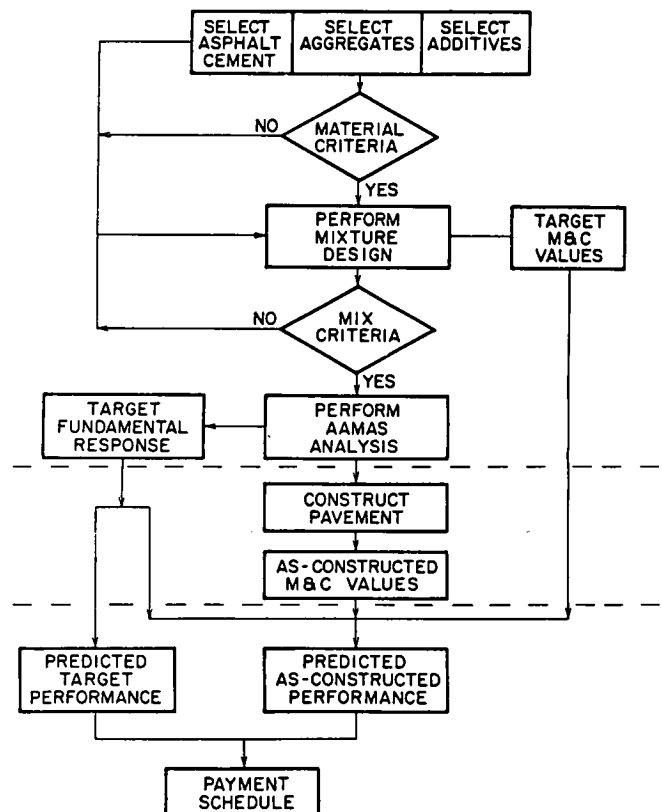 SELECT
ASPHALT
CEMENT
SELECT
AGGREGATES
SELECT
ADDITIVES
NO
MATERIAL
CRITERIA
YES
PERFORM
MIXTURE
DESIGN
TARGET
M&C
VALUES
NO
MIX
CRITERIA
YES
TARGET
FUNDAMENTAL
RESPONSE
PERFORM
AAMAS
ANALYSIS
CONSTRUCT
PAVEMENT
AS-CONSTRUCTED
M&C VALUES
PREDICTED
TARGET
PERFORMANCE
PREDICTED
AS-CONSTRUCTED
PERFORMANCE
PAYMENT
SCHEDULE